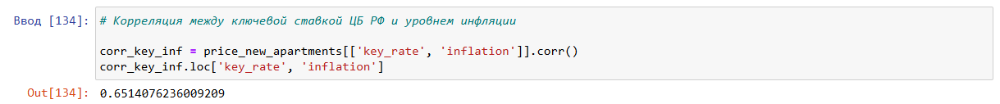 Ввод [134]: # Корреляция между ключевой ставкой ЦБ РФ и уровнем инфляции
corr_key_inf = price_new_apartments[['key_rate', 'inflation']].corr()
corr_key_inf.loc['key_rate', 'inflation']
Out[134]: 0.6514076236009209